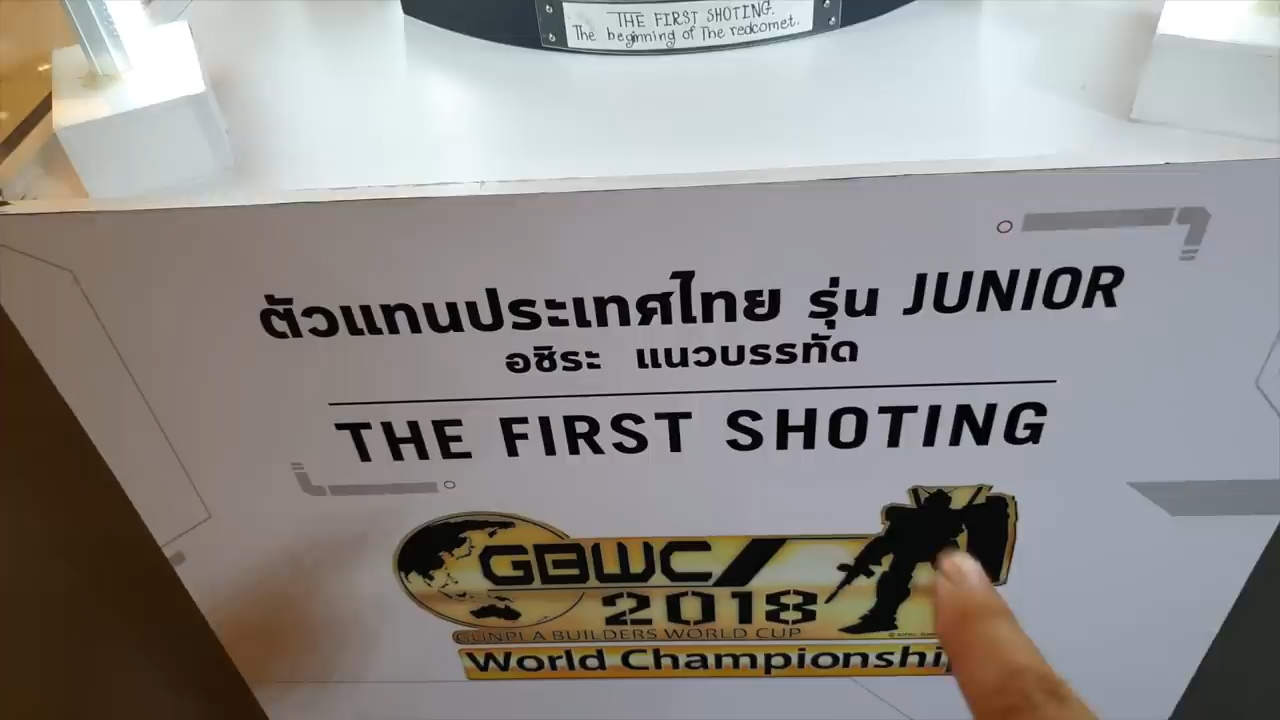 THE FIRST SHOTING.
The beginning of The redcomet.
ตัวแทนประเทศไทย รุ่น JUNIOR
อชิระ แนวบรรทัด
THE FIRST SHOTING
GBWC
2018
GUNPLA BUILDERS WORLD CUP
World Championshi